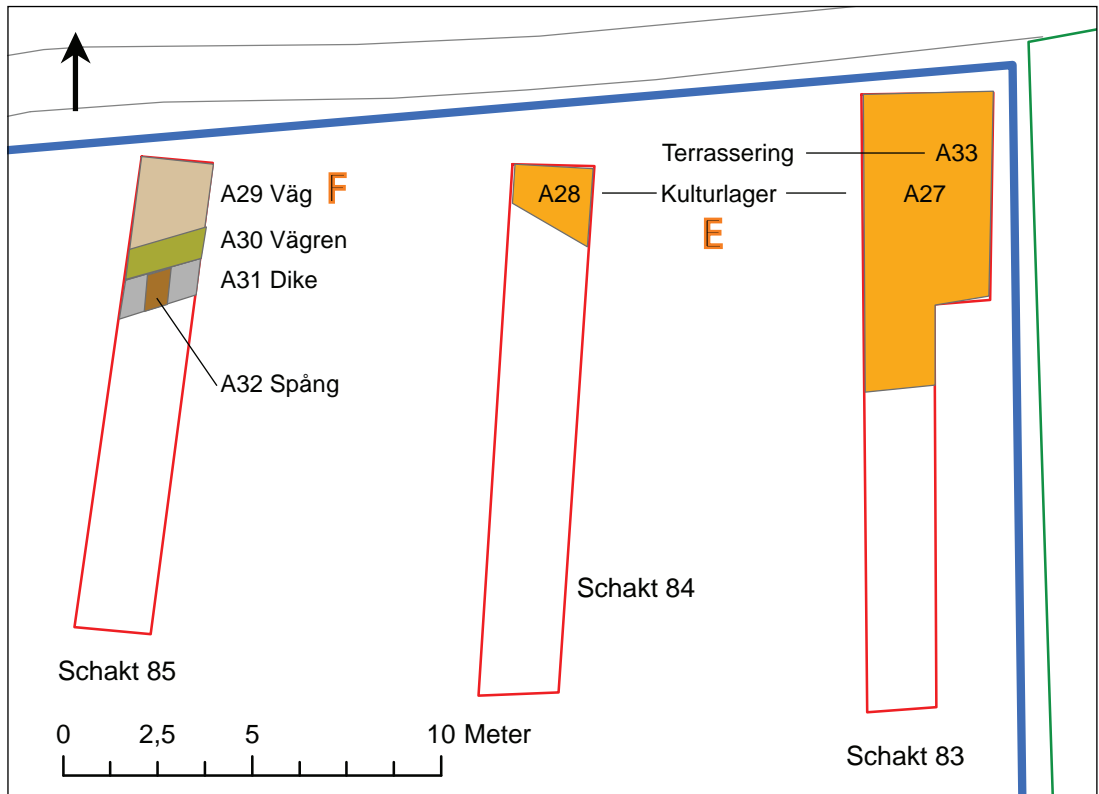 Terrassering A33
A29 Väg F
A28 Kulturlager A27
A30 Vägren
E
A31 Dike
A32 Spång
Schakt 84
Schakt 85
0 2,5 5 10 Meter
Schakt 83